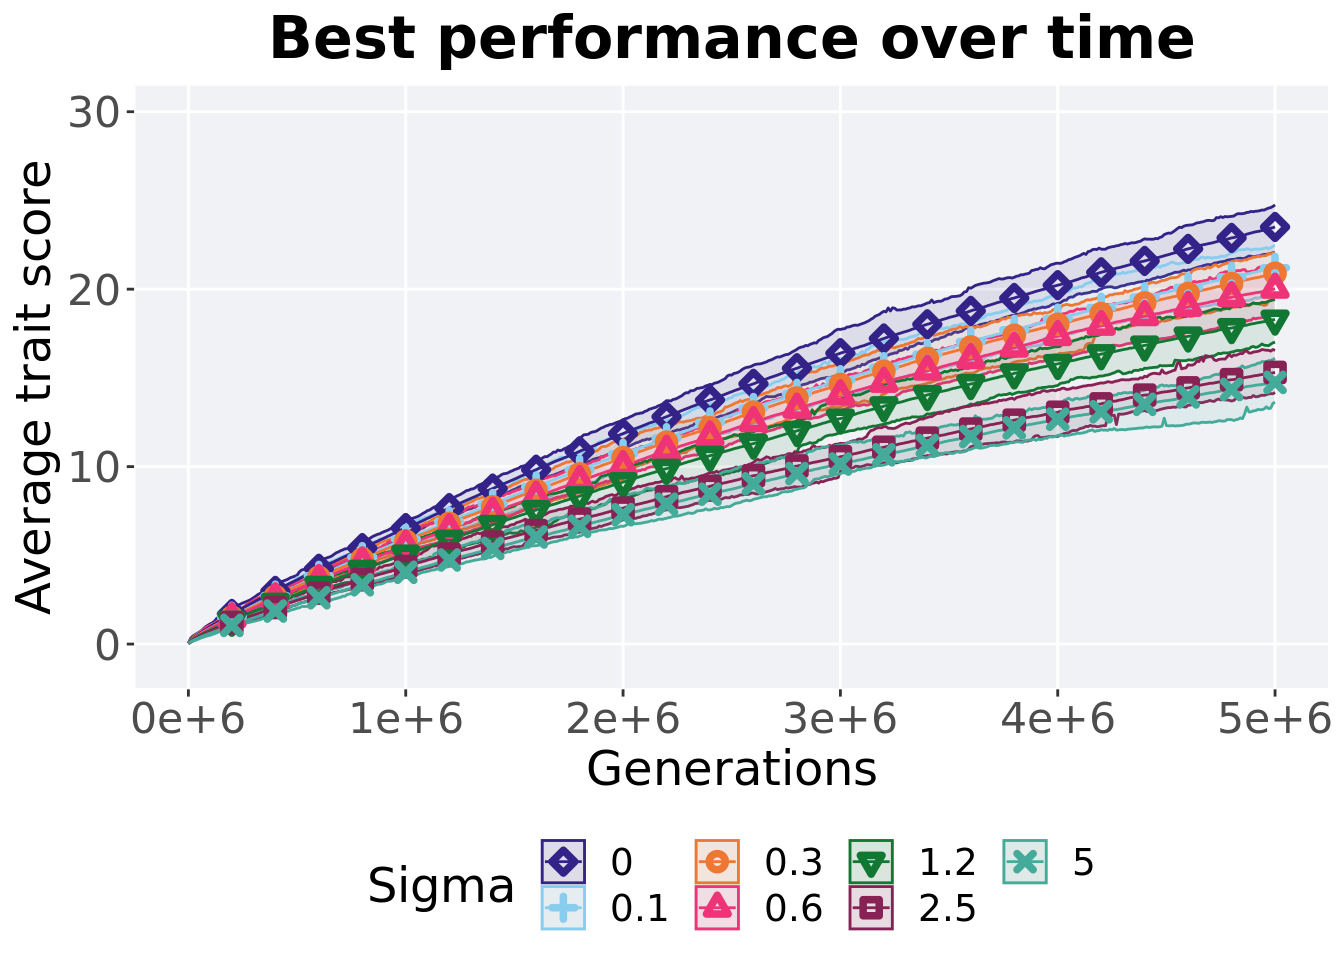 Best performance over time
Average trait score
30
20
10
0
0e+6 1e+6 2e+6 3e+6 4e+6 5e+6
Generations
Sigma
0 0.3 1.2 5
0.1 0.6 2.5